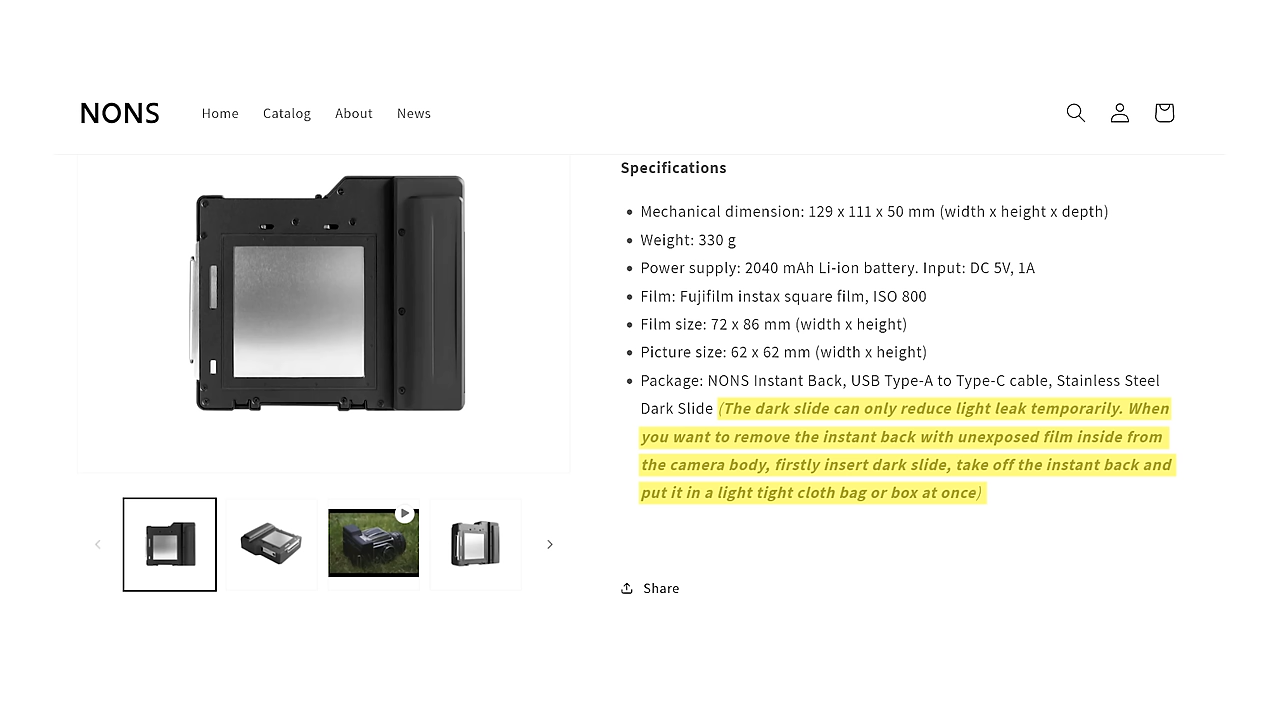 NONS
Home Catalog About News
Specifications
Mechanical dimension: 129 x 111 x 50 mm (width x height x depth)
Weight: 330 g
Power supply: 2040 mAh Li-ion battery. Input: DC 5V, 1A
Film: Fujifilm instax square film, ISO 800
Film size: 72 x 86 mm (width x height)
Picture size: 62 x 62 mm (width x height)
Package: NONS Instant Back, USB Type-A to Type-C cable, Stainless Steel
Dark Slide (The dark slide can only reduce light leak temporarily. When
you want to remove the instant back with unexposed film inside from
the camera body, firstly insert dark slide, take off the instant back and
put it in a light tight cloth bag or box at once)
Share